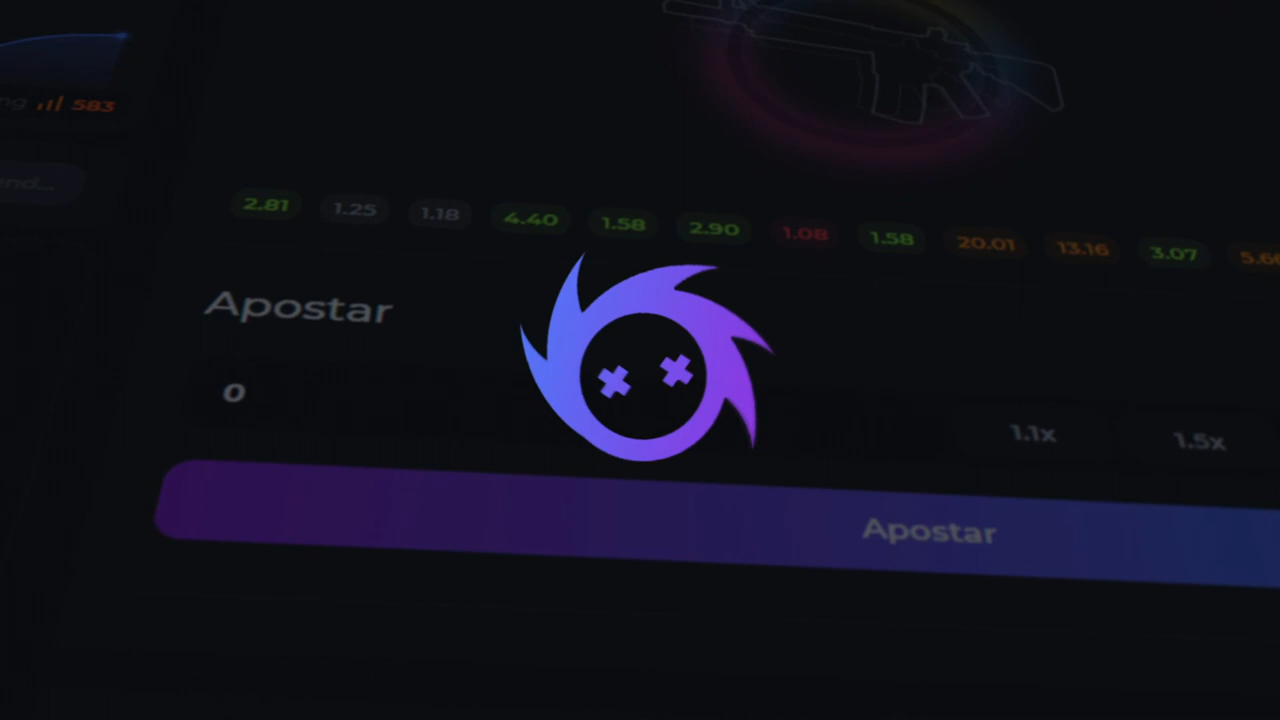 583
2.81 1.25 1.18 4.40 1.58 2.90 1.08 1.58 20.01 13.16 3.07
Apostar
0
1.1x 1.5x
Apostar